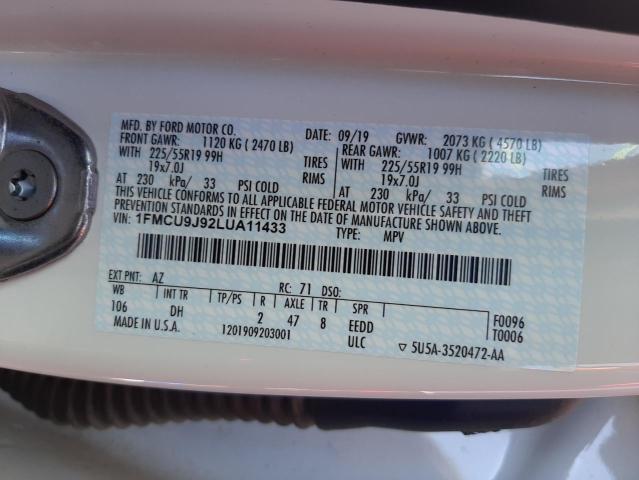 MFD. BY FORD MOTOR CO. DATE: 09/19 GVWR: 2073 KG ( 4570 LB)
FRONT GAWR: 1120 KG ( 2470 LB) REAR GAWR: 1007 KG ( 2220 LB)
WITH 225/55R19 99H TIRES WITH 225/55R19 99H TIRES
19x7.0J RIMS 19x7.0J RIMS
AT 230 kPa/ 33 PSI COLD AT 230 kPa/ 33 PSI COLD
THIS VEHICLE CONFORMS TO ALL APPLICABLE FEDERAL MOTOR VEHICLE SAFETY AND THEFT
PREVENTION STANDARDS IN EFFECT ON THE DATE OF MANUFACTURE SHOWN ABOVE.
VIN: 1FMCU9J92LUA11433 TYPE: MPV
EXT PNT: AZ RC: 71 DSO:
WB INT TR TP/PS R AXLE TR SPR F0096
106 DH 2 47 8 EEDD T0006
MADE IN U.S.A. 1201909203001 ULC ▽ 5U5A-3520472-AA